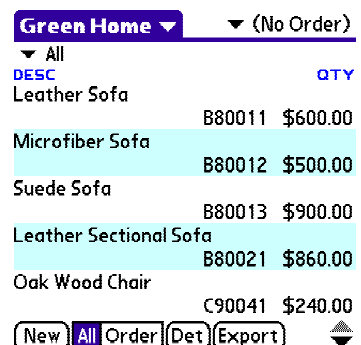 Green Home (No Order)
All
DESC QTY
Leather Sofa
B80011 $600.00
Microfiber Sofa
B80012 $500.00
Suede Sofa
B80013 $900.00
Leather Sectional Sofa
B80021 $860.00
Oak Wood Chair
C90041 $240.00
New All Order Det Export